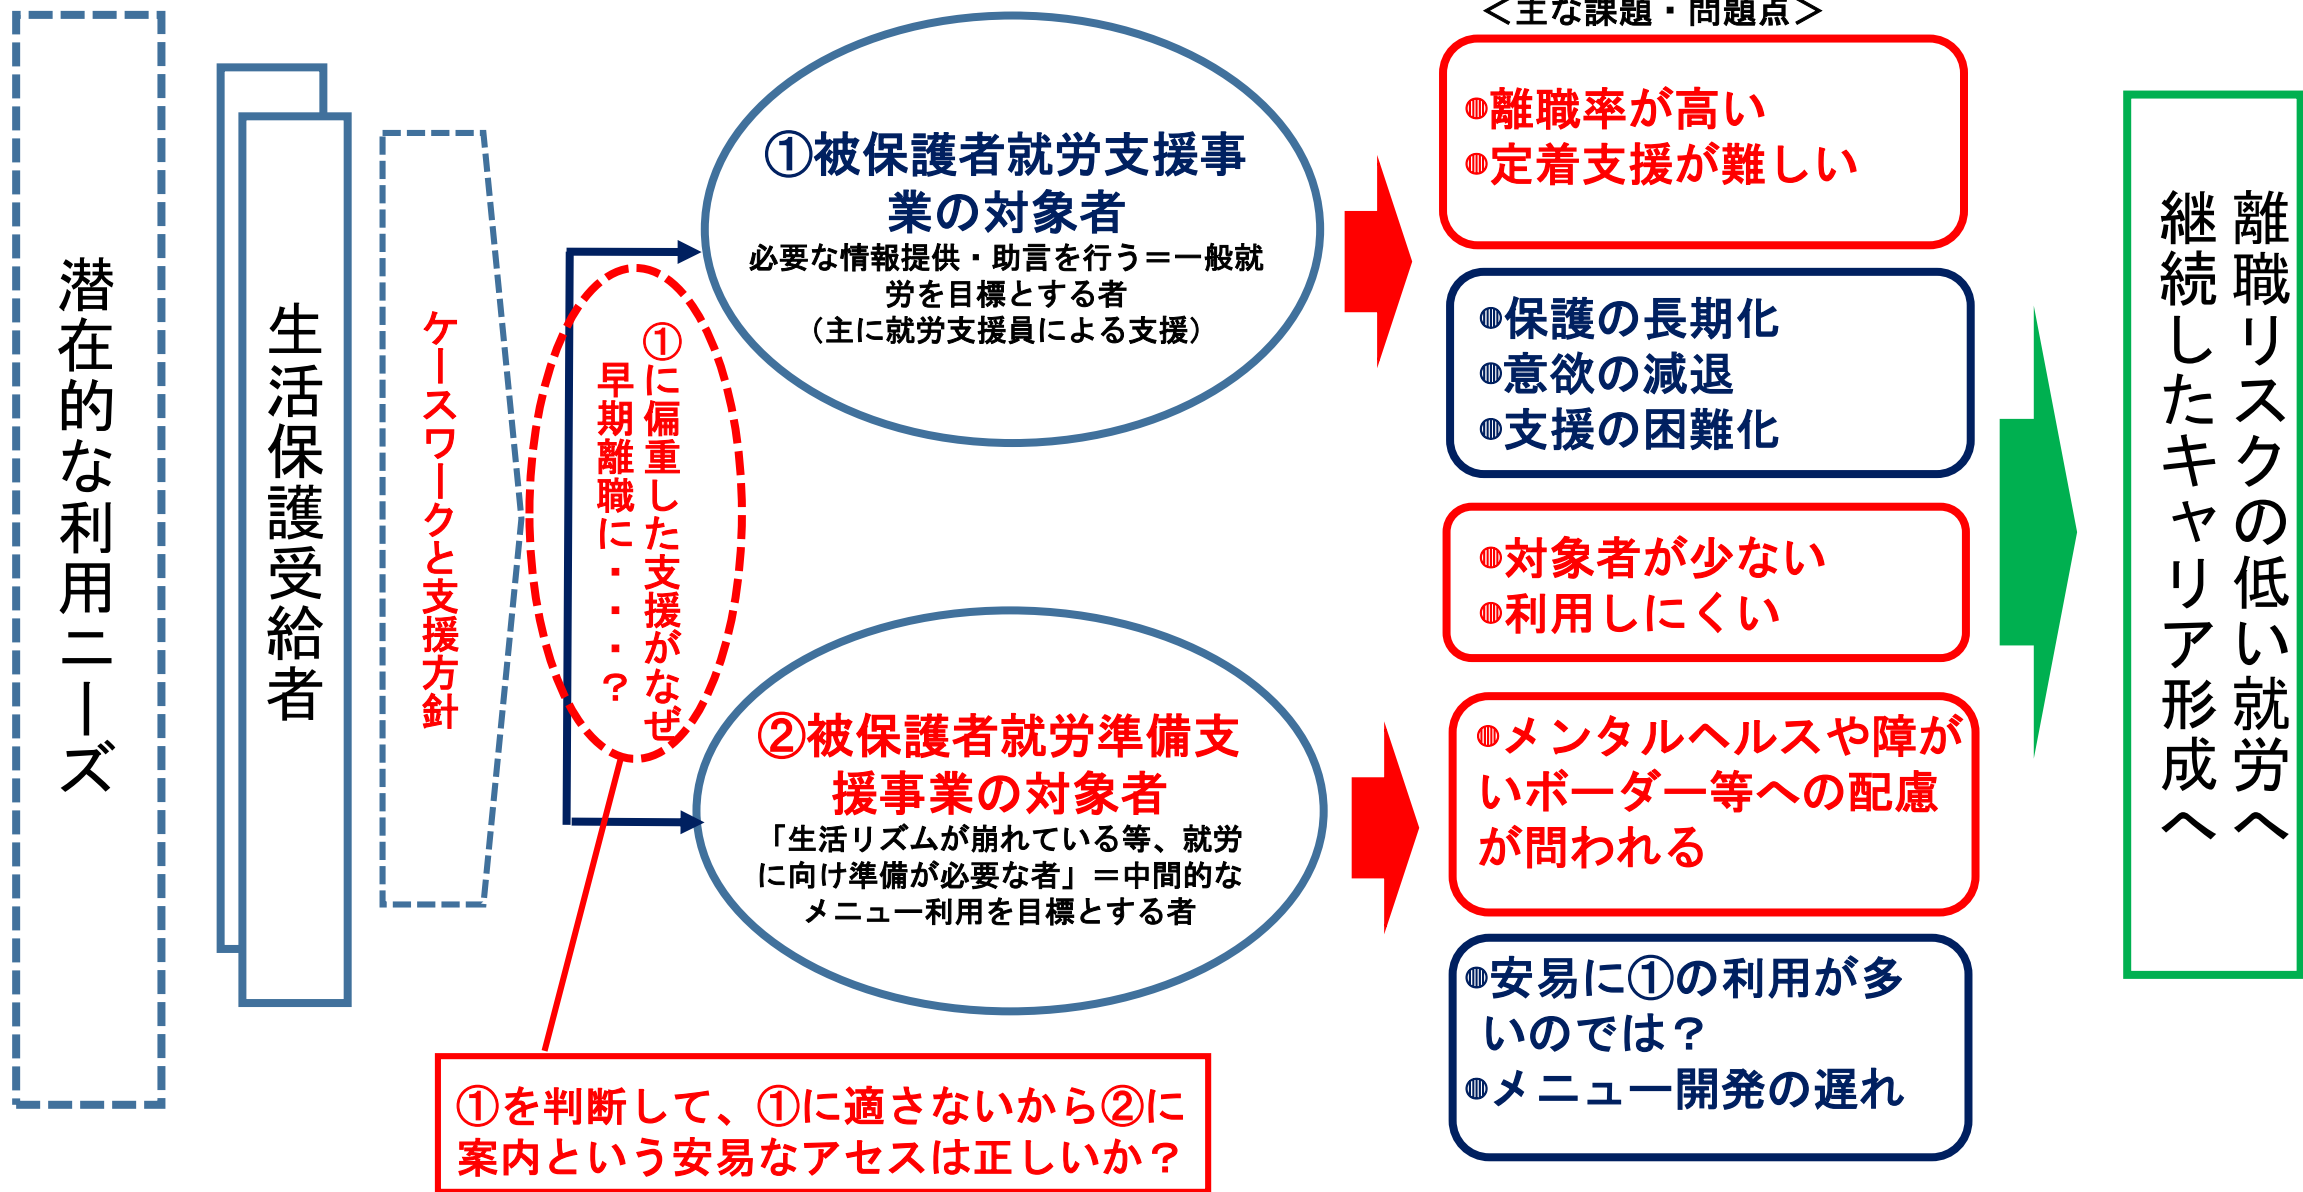 潜在的な利用ニーズ
生活保護受給者
ケースワークと支援方針
①に偏重した支援がなぜ
早期離職に・・・？
①被保護者就労支援事
業の対象者
必要な情報提供・助言を行う＝一般就
労を目標とする者
（主に就労支援員による支援）
②被保護者就労準備支
援事業の対象者
「生活リズムが崩れている等、就労
に向け準備が必要な者」＝中間的な
メニュー利用を目標とする者
①を判断して、①に適さないから②に
案内という安易なアセスは正しいか？
＜主な課題・問題点＞
◍離職率が高い
◍定着支援が難しい
◍保護の長期化
◍意欲の減退
◍支援の困難化
◍対象者が少ない
◍利用しにくい
◍メンタルヘルスや障が
いボーダー等への配慮
が問われる
◍安易に①の利用が多
いのでは？
◍メニュー開発の遅れ
離職リスクの低い就労へ
継続したキャリア形成へ